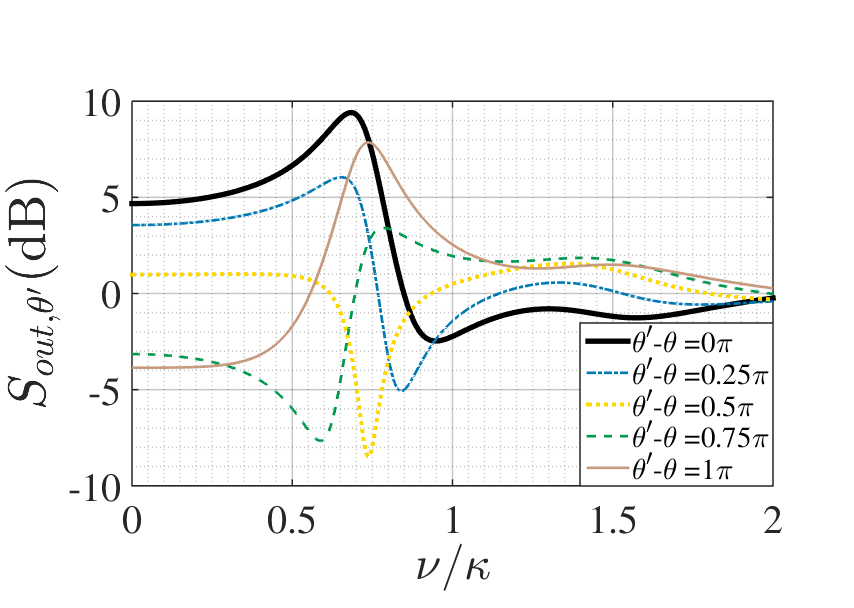 10
5
0
-5
-10
S_{out,θ′}(dB)
0
0.5
1
1.5
2
ν/κ
θ′-θ =0π
θ′-θ =0.25π
θ′-θ =0.5π
θ′-θ =0.75π
θ′-θ =1π